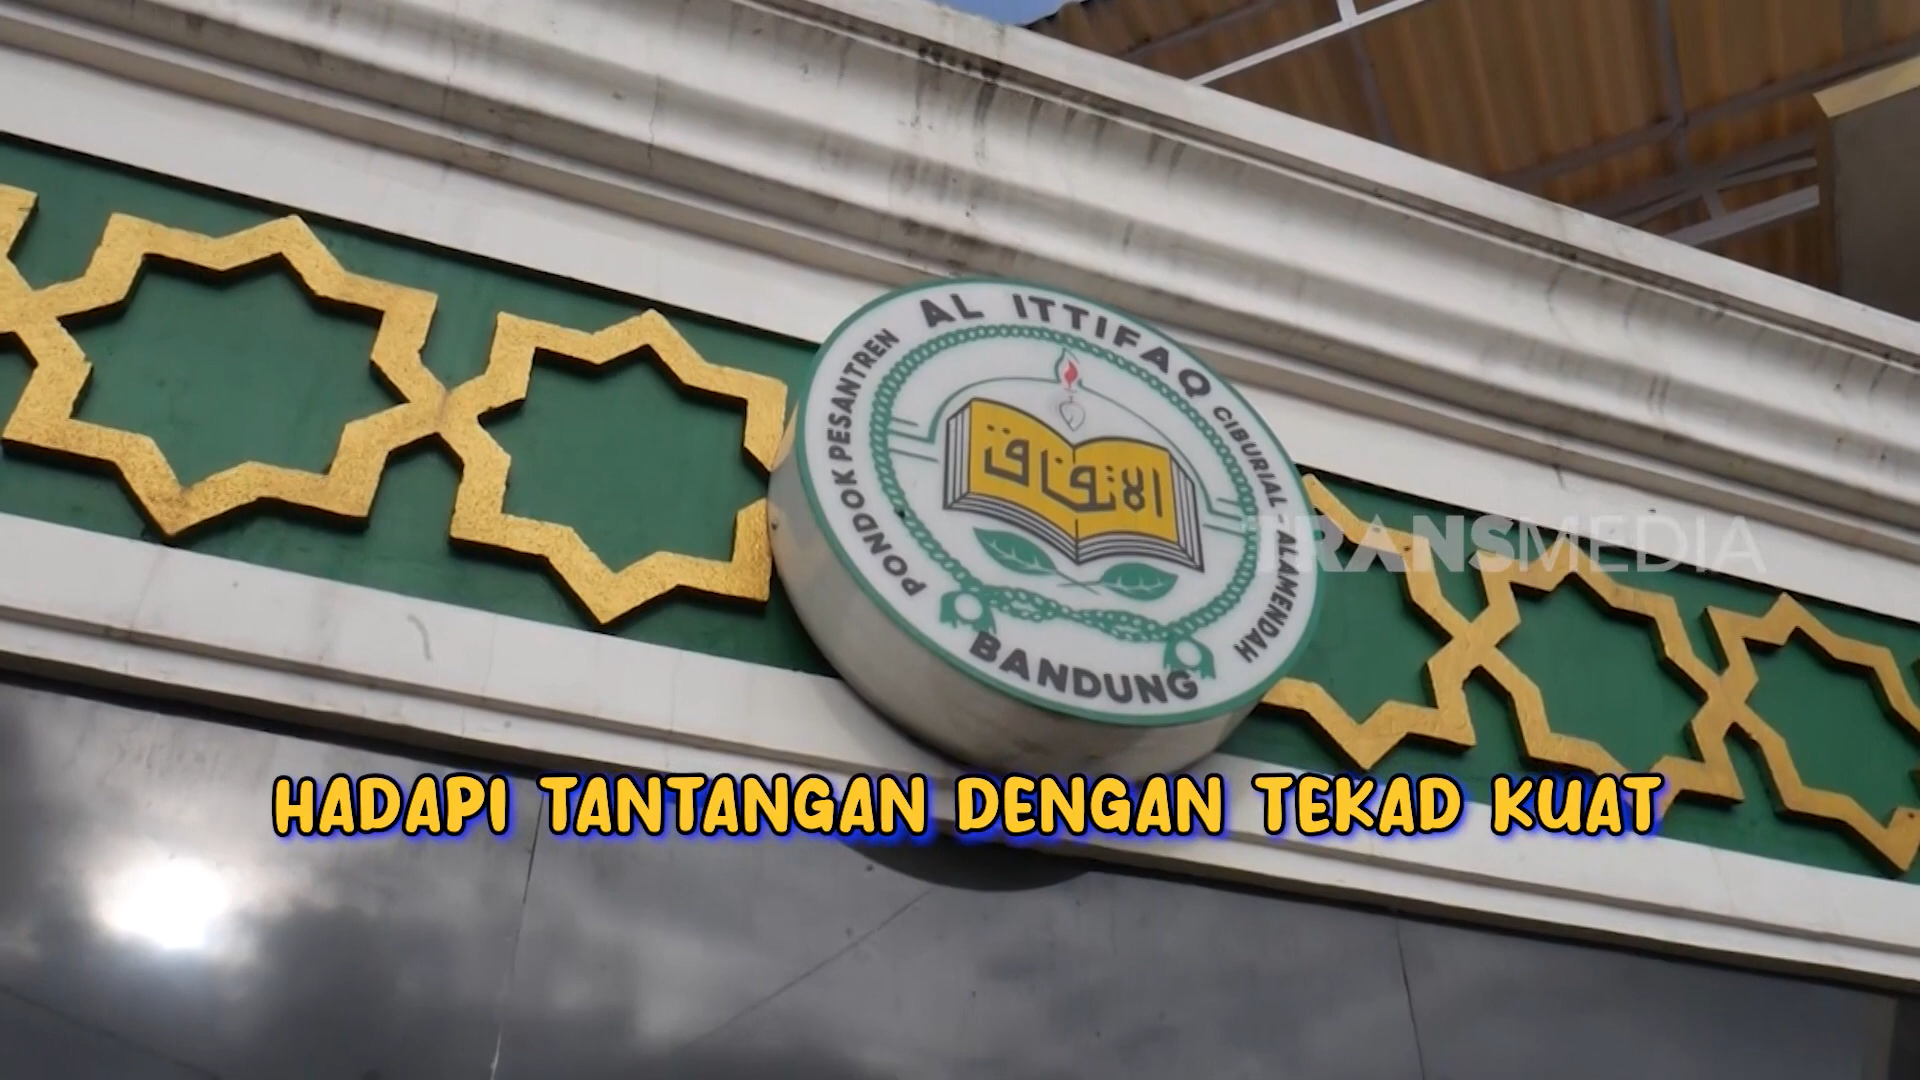 PONDOK PESANTREN
AL ITTIFAQ
CIBURIAL ALAMENDAH
الاتفاق
BANDUNG
TRANSMEDIA
HADAPI TANTANGAN DENGAN TEKAD KUAT